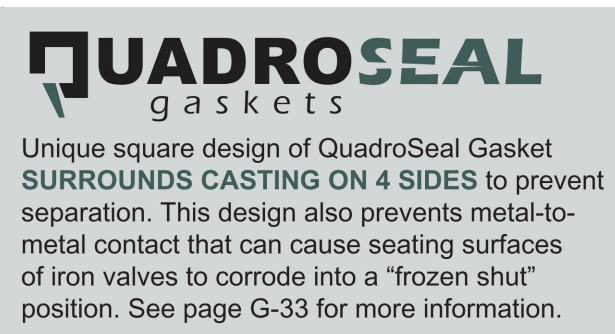 QUADROSEAL
gaskets
Unique square design of QuadroSeal Gasket
SURROUNDS CASTING ON 4 SIDES to prevent
separation. This design also prevents metal-to-
metal contact that can cause seating surfaces
of iron valves to corrode into a “frozen shut”
position. See page G-33 for more information.